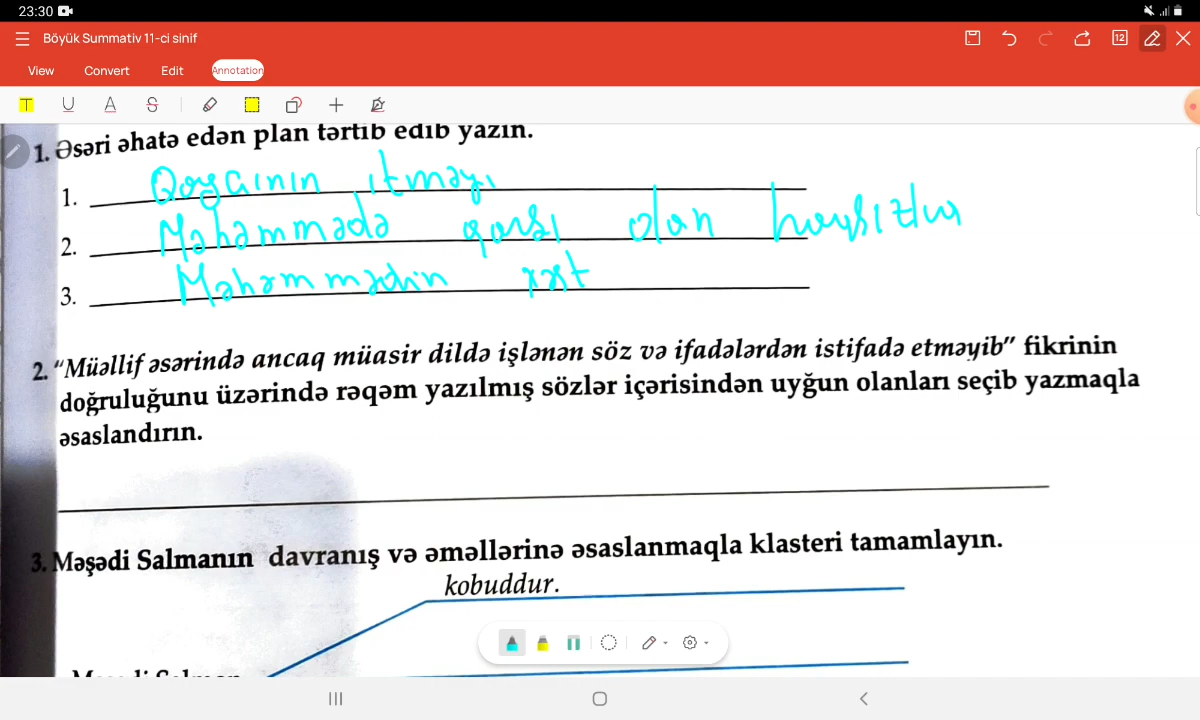 23:30
Böyük Summativ 11-ci sinif
12
View Convert Edit Annotation
T U A S
1. Əsəri əhatə edən plan tərtib edib yazın.
1. itməyi
2. Məhəmmədə qarşı olan
3. Məhəmmədin xəst
2. “Müəllif əsərində ancaq müasir dildə işlənən söz və ifadələrdən istifadə etməyib” fikrinin
doğruluğunu üzərində rəqəm yazılmış sözlər içərisindən uyğun olanları seçib yazmaqla
əsaslandırın.
3. Məşədi Salmanın davranış və əməllərinə əsaslanmaqla klasteri tamamlayın.
kobuddur.